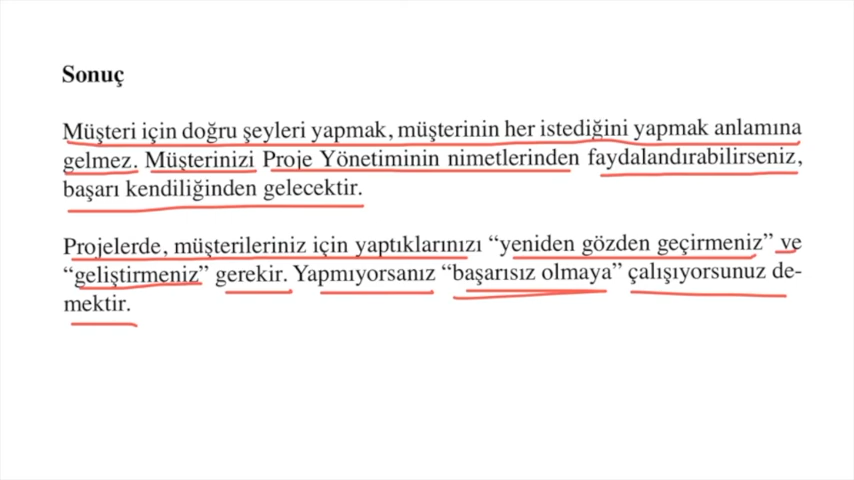 Sonuç
Müşteri için doğru şeyleri yapmak, müşterinin her istediğini yapmak anlamına
gelmez. Müşterinizi Proje Yönetiminin nimetlerinden faydalandırabilirseniz,
başarı kendiliğinden gelecektir.
Projelerde, müşterileriniz için yaptıklarınızı “yeniden gözden geçirmeniz” ve
“geliştirmeniz” gerekir. Yapmıyorsanız “başarısız olmaya” çalışıyorsunuz de-
mektir.